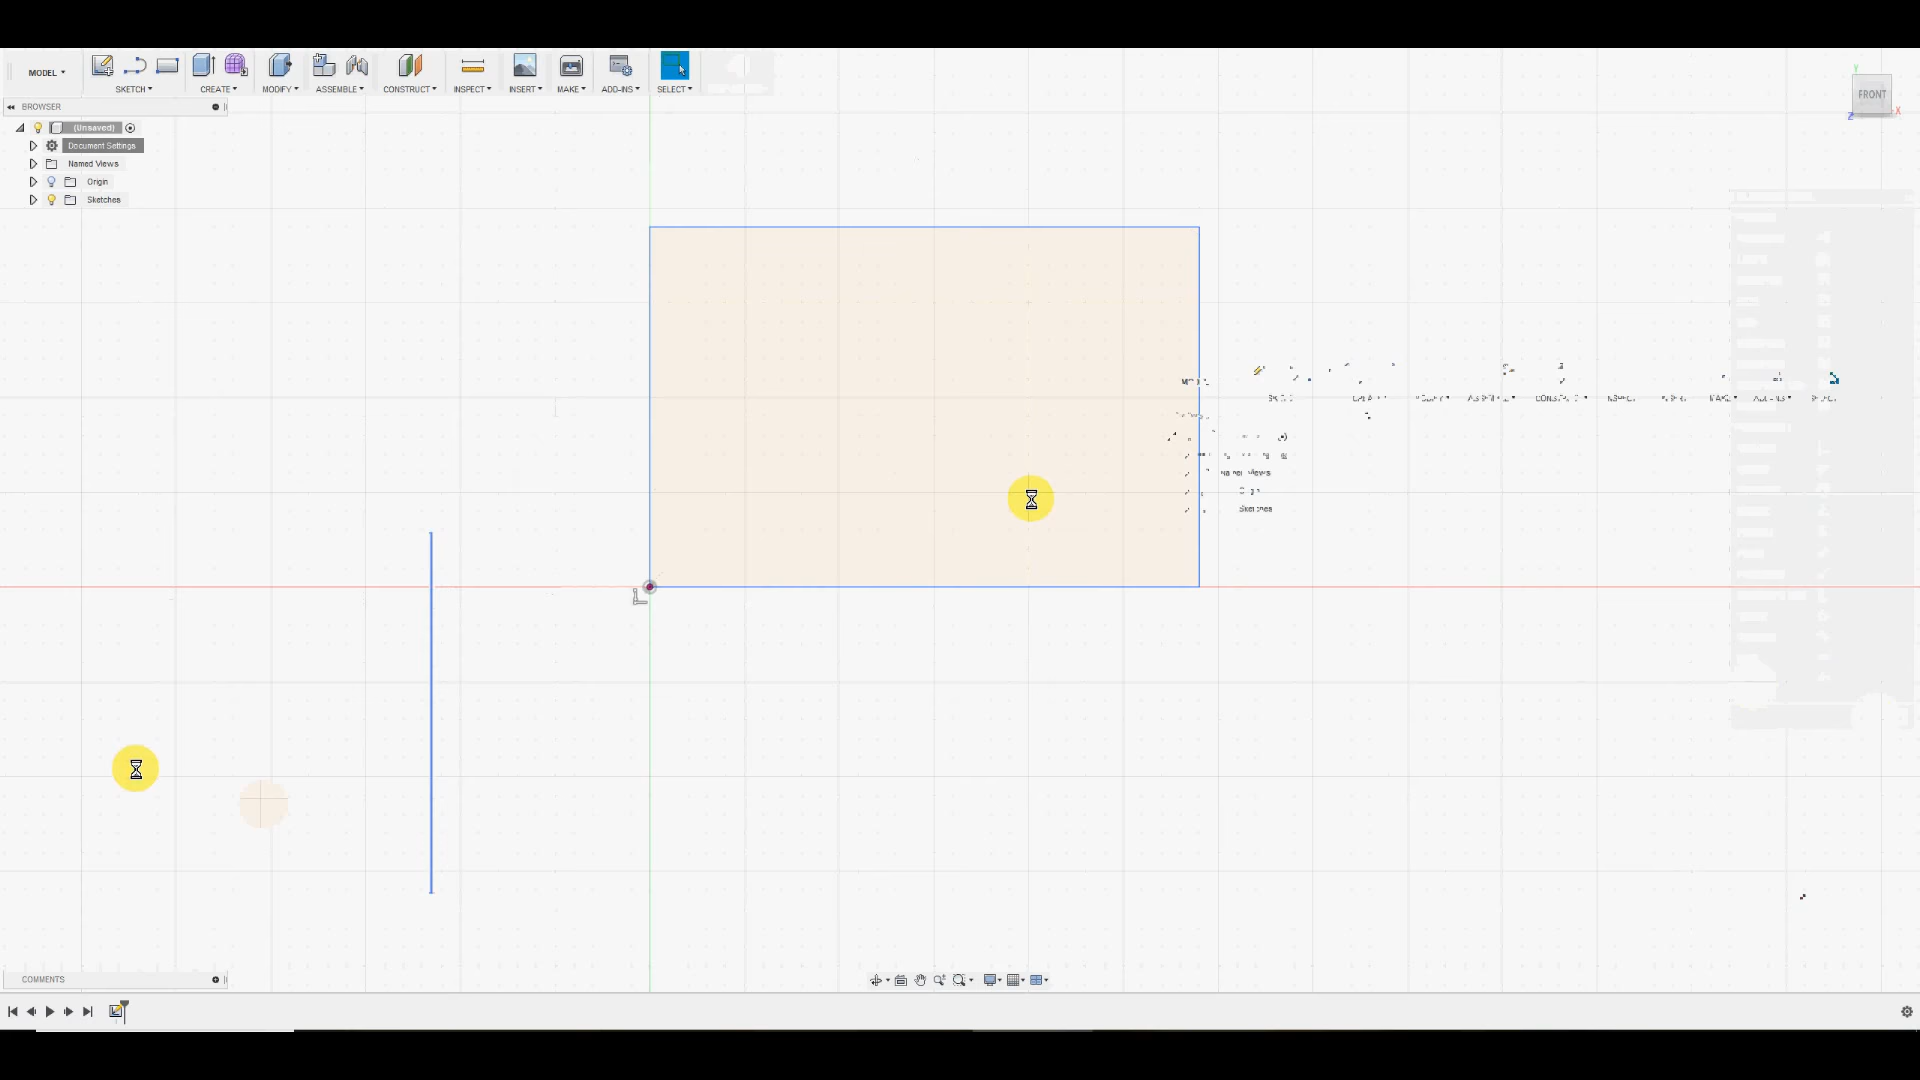 MODEL
SKETCH CREATE MODIFY ASSEMBLE CONSTRUCT INSPECT INSERT MAKE ADD-INS SELECT
BROWSER
(Unsaved)
Document Settings
Named Views
Origin
Sketches
Y
FRONT
X
Z
Sketches
COMMENTS